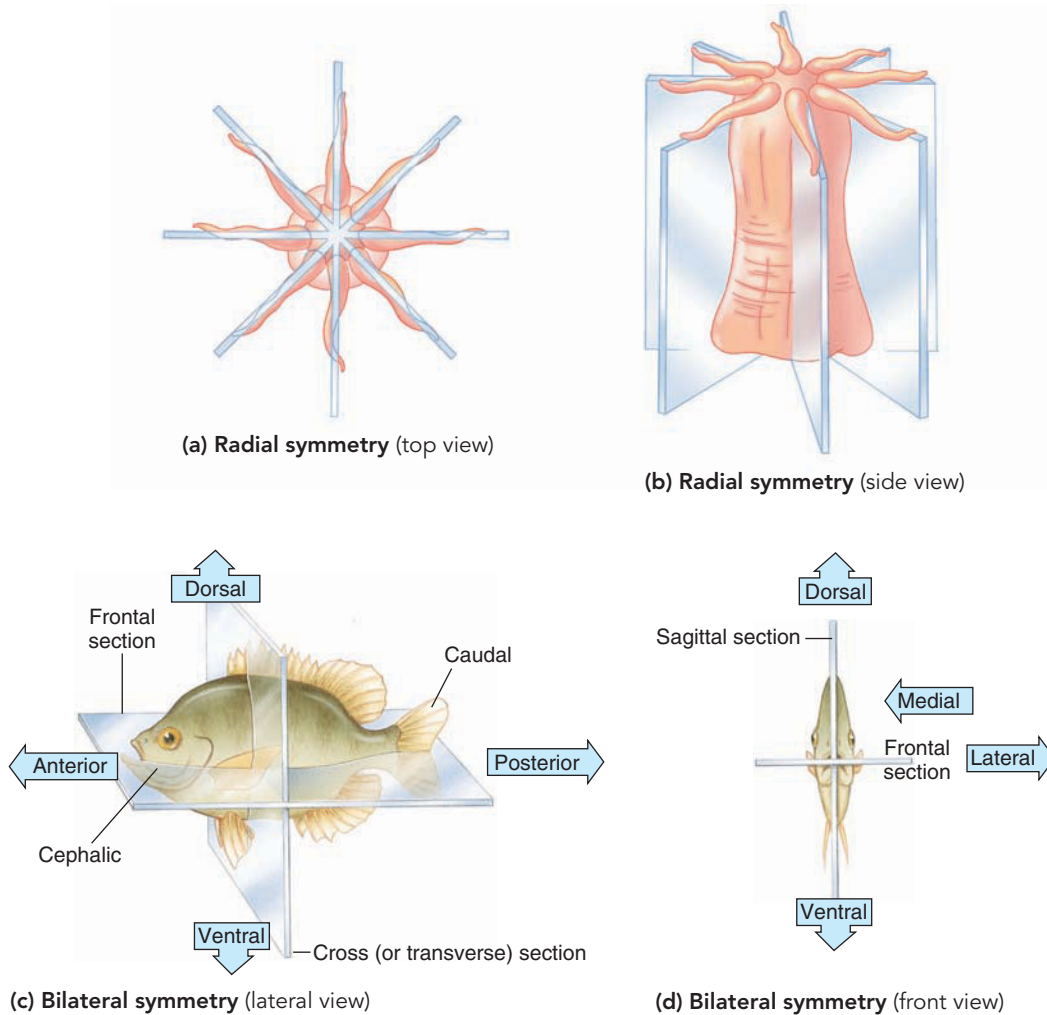 (a) Radial symmetry (top view)
(b) Radial symmetry (side view)
Dorsal
Frontal
section
Caudal
Anterior
Posterior
Cephalic
Ventral
Cross (or transverse) section
(c) Bilateral symmetry (lateral view)
Dorsal
Sagittal section
Medial
Frontal
section
Lateral
Ventral
(d) Bilateral symmetry (front view)